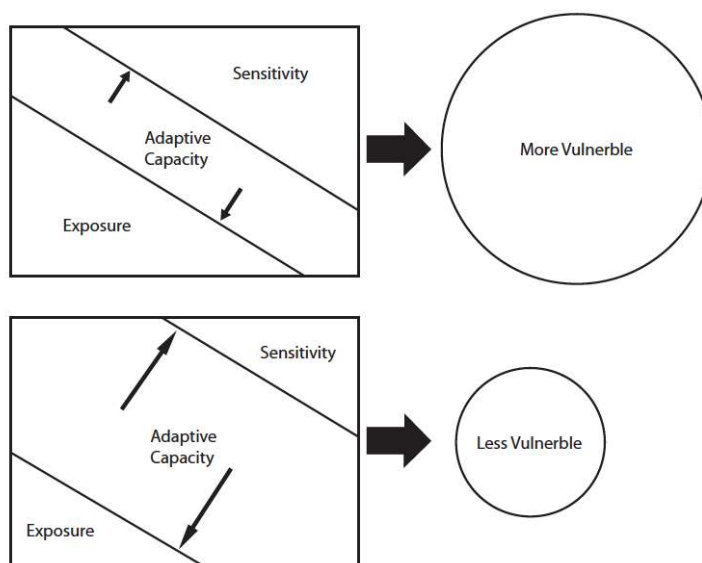 Sensitivity
Adaptive
Capacity
Exposure
More Vulnerble
Sensitivity
Adaptive
Capacity
Exposure
Less Vulnerble